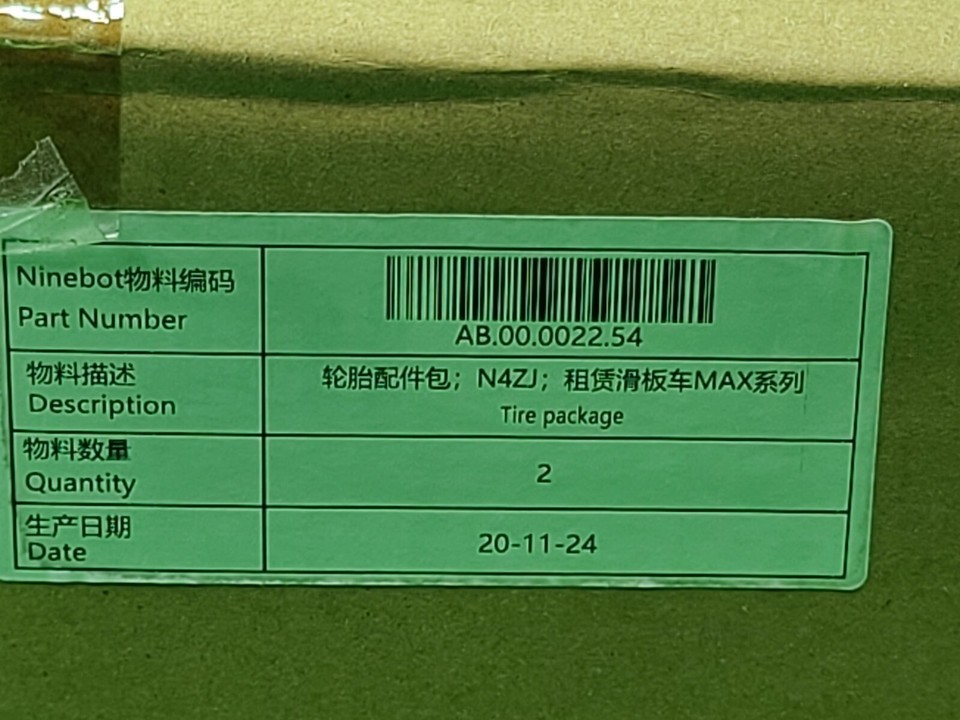 Ninebot物料编码
Part Number
AB.00.0022.54
物料描述
Description
轮胎配件包；N4ZJ；租赁滑板车MAX系列
Tire package
物料数量
Quantity
2
生产日期
Date
20-11-24